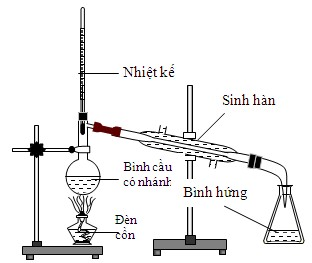 Nhiệt kế
Sinh hàn
Bình cầu
có nhánh
Bình hứng
Đèn
cồn